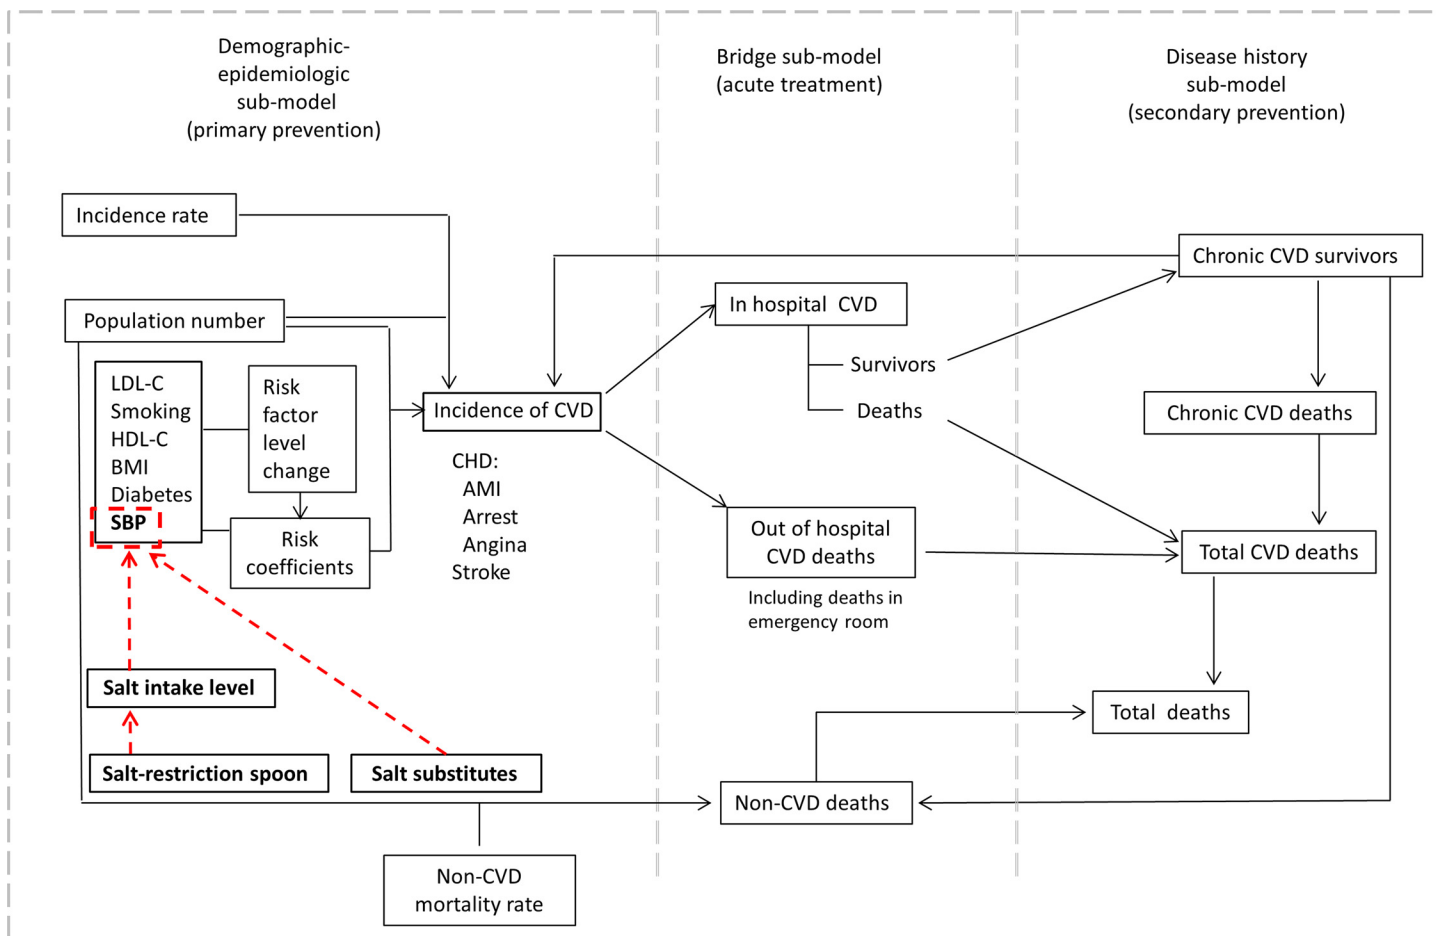 Demographic-
epidemiologic
sub-model
(primary prevention)
Bridge sub-model
(acute treatment)
Disease history
sub-model
(secondary prevention)
Incidence rate
Population number
LDL-C
Smoking
HDL-C
BMI
Diabetes
SBP
Risk
factor
level
change
Risk
coefficients
Incidence of CVD
CHD:
AMI
Arrest
Angina
Stroke
In hospital CVD
Survivors
Deaths
Out of hospital
CVD deaths
Including deaths in
emergency room
Chronic CVD survivors
Chronic CVD deaths
Total CVD deaths
Total deaths
Salt intake level
Salt-restriction spoon
Salt substitutes
Non-CVD deaths
Non-CVD
mortality rate